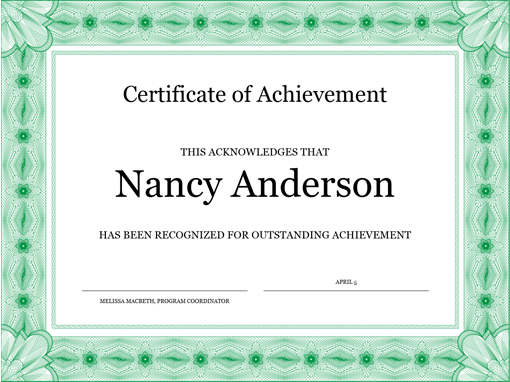 Certificate of Achievement
THIS ACKNOWLEDGES THAT
Nancy Anderson
HAS BEEN RECOGNIZED FOR OUTSTANDING ACHIEVEMENT
APRIL 5
MELISSA MACBETH, PROGRAM COORDINATOR